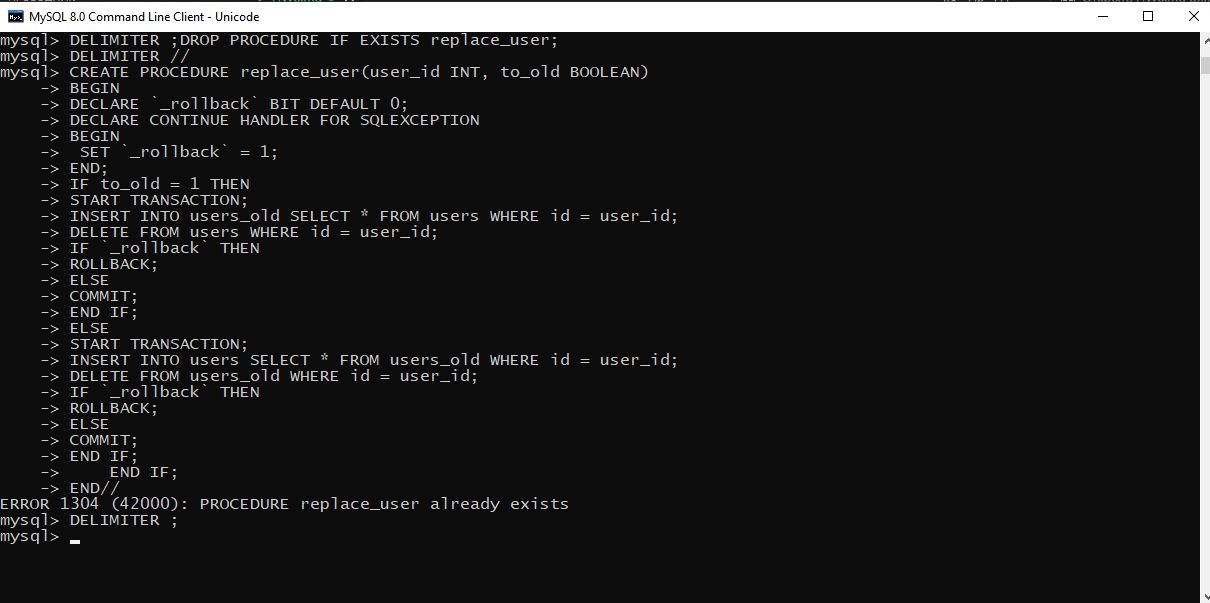 MySQL 8.0 Command Line Client - Unicode
mysql> DELIMITER ;DROP PROCEDURE IF EXISTS replace_user;
mysql> DELIMITER //
mysql> CREATE PROCEDURE replace_user(user_id INT, to_old BOOLEAN)
    -> BEGIN
    -> DECLARE `_rollback` BIT DEFAULT 0;
    -> DECLARE CONTINUE HANDLER FOR SQLEXCEPTION
    -> BEGIN
    ->  SET `_rollback` = 1;
    -> END;
    -> IF to_old = 1 THEN
    -> START TRANSACTION;
    -> INSERT INTO users_old SELECT * FROM users WHERE id = user_id;
    -> DELETE FROM users WHERE id = user_id;
    -> IF `_rollback` THEN
    -> ROLLBACK;
    -> ELSE
    -> COMMIT;
    -> END IF;
    -> ELSE
    -> START TRANSACTION;
    -> INSERT INTO users SELECT * FROM users_old WHERE id = user_id;
    -> DELETE FROM users_old WHERE id = user_id;
    -> IF `_rollback` THEN
    -> ROLLBACK;
    -> ELSE
    -> COMMIT;
    -> END IF;
    ->     END IF;
    -> END//
ERROR 1304 (42000): PROCEDURE replace_user already exists
mysql> DELIMITER ;
mysql>